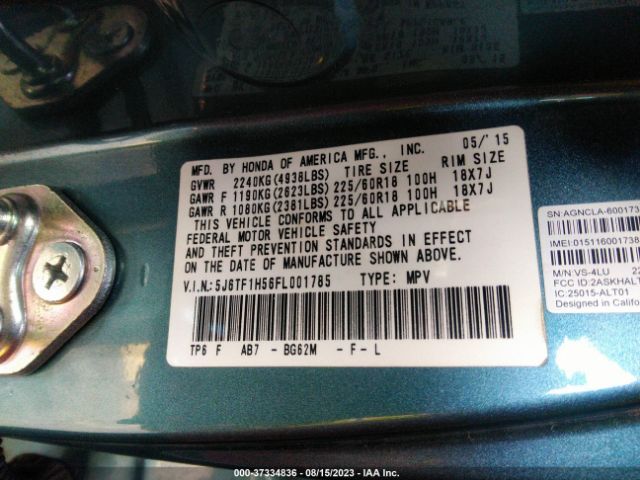 MFD. BY HONDA OF AMERICA MFG., INC. 05/'15
GVWR 2240KG(4938LBS) TIRE SIZE RIM SIZE
GAWR F 1190KG(2623LBS) 225/60R18 100H 18X7J
GAWR R 1080KG(2381LBS) 225/60R18 100H 18X7J
THIS VEHICLE CONFORMS TO ALL APPLICABLE
FEDERAL MOTOR VEHICLE SAFETY
AND THEFT PREVENTION STANDARDS IN EFFECT
ON THE DATE OF MANUFACTURE SHOWN ABOVE.
V.I.N.: 5J6TF1H56FL001785 TYPE: MPV
TP6 F AB7 - BG62M - F - L
SN:AGNCLA-600173
IMEI:015116001738
M/N:VS-4LU
FCC ID:2ASKHALT
IC:25015-ALT01
Designed in Califo
000-37334836 - 08/15/2023 - IAA Inc.